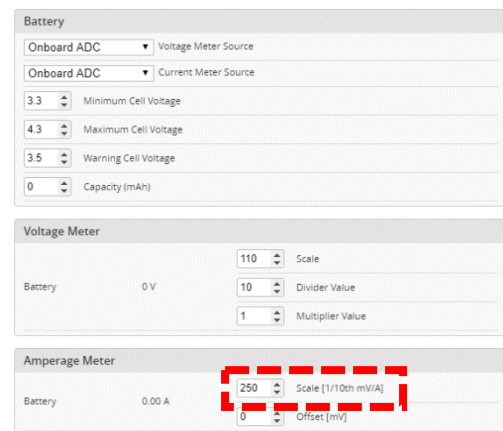 Battery
Onboard ADC Voltage Meter Source
Onboard ADC Current Meter Source
3.3 Minimum Cell Voltage
4.3 Maximum Cell Voltage
3.5 Warning Cell Voltage
0 Capacity (mAh)
Voltage Meter
110 Scale
Battery 0 V 10 Divider Value
1 Multiplier Value
Amperage Meter
250 Scale [1/10th mV/A]
Battery 0.00 A
0 Offset [mV]